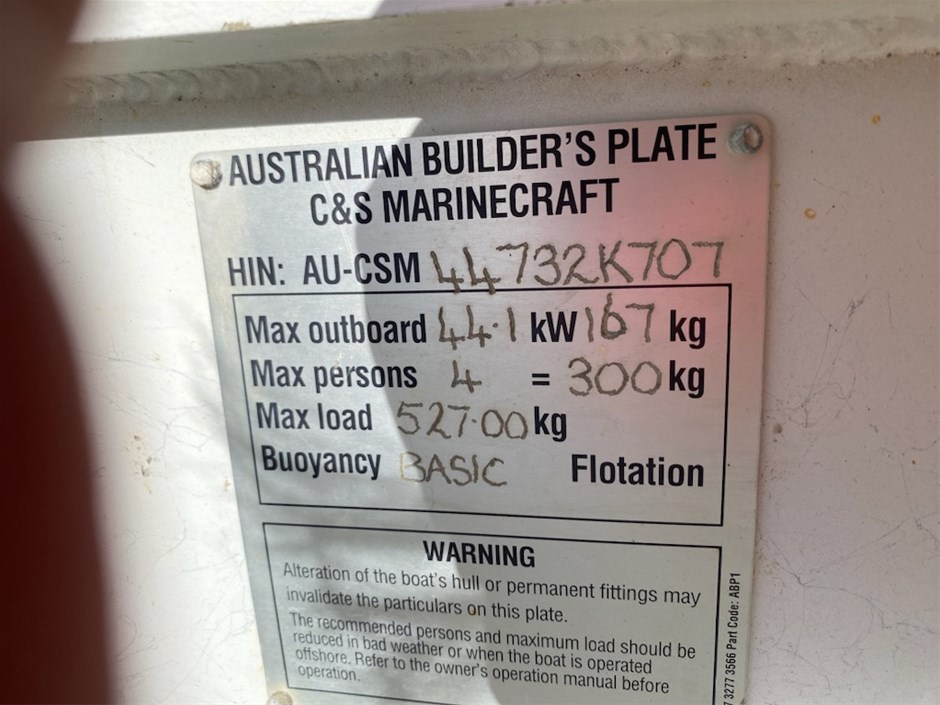 AUSTRALIAN BUILDER'S PLATE
C&S MARINECRAFT
HIN: AU-CSM 44732K707
Max outboard 44.1 kW 167 kg
Max persons 4 = 300 kg
Max load 527.00 kg
Buoyancy BASIC Flotation
WARNING
Alteration of the boat's hull or permanent fittings may
invalidate the particulars on this plate.
The recommended persons and maximum load should be
reduced in bad weather or when the boat is operated
offshore. Refer to the owner's operation manual before
operation.
7 3277 3566 Part Code: ABP1